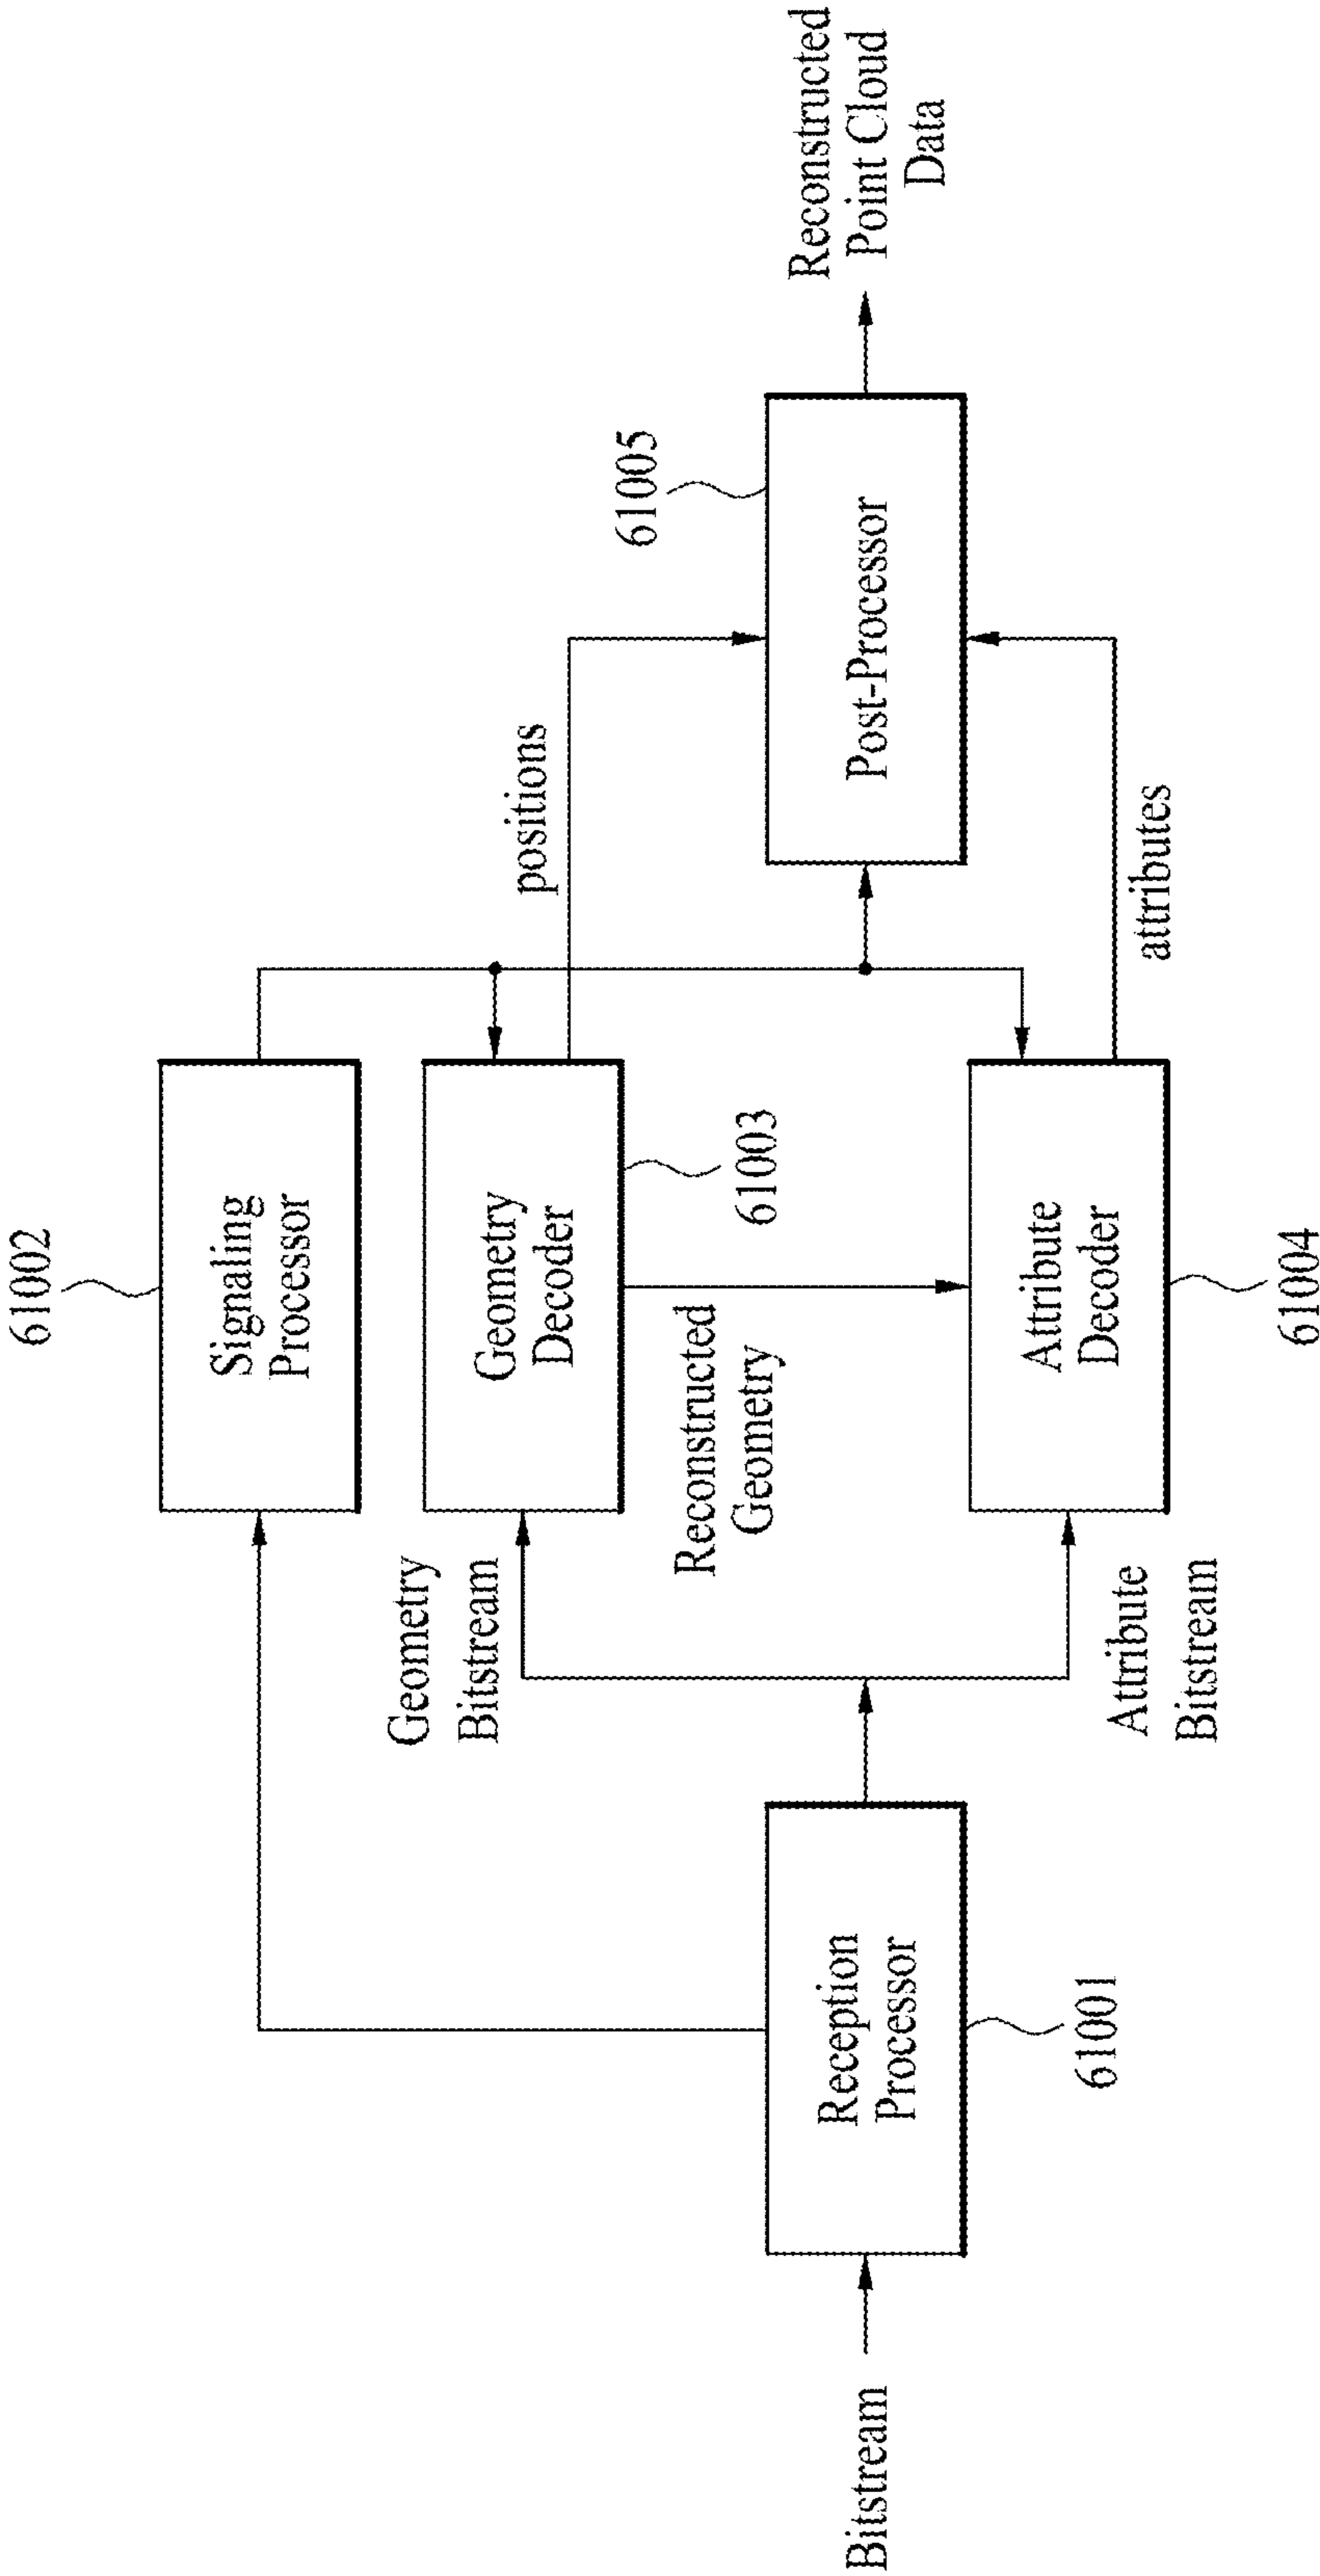 61002
Signaling
Processor
Geometry
Bitstream
Geometry
Decoder
61003
positions
61005
Reconstructed
Geometry
Bitstream
Reception
Processor
61001
Post-Processor
Reconstructed
Point Cloud
Data
Attribute
Bitstream
Attribute
Decoder
61004
attributes